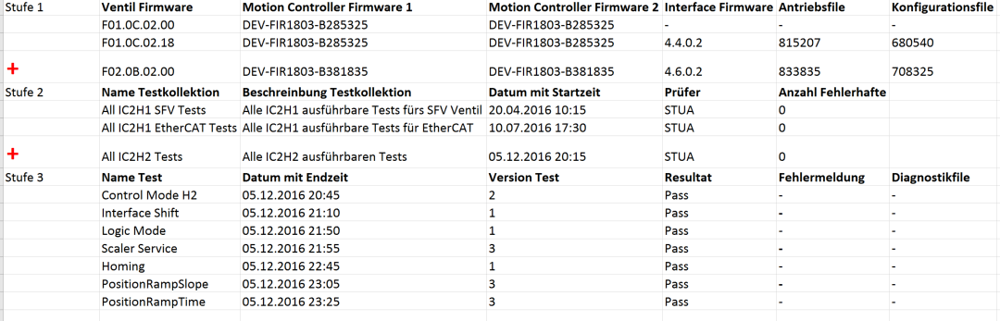 Stufe 1 Ventil Firmware Motion Controller Firmware 1 Motion Controller Firmware 2 Interface Firmware Antriebsfile Konfigurationsfile
F01.0C.02.00 DEV-FIR1803-B285325 DEV-FIR1803-B285325 - - -
F01.0C.02.18 DEV-FIR1803-B285325 DEV-FIR1803-B285325 4.4.0.2 815207 680540
+ F02.0B.02.00 DEV-FIR1803-B381835 DEV-FIR1803-B381835 4.6.0.2 833835 708325
Stufe 2 Name Testkollektion Beschreinbung Testkollektion Datum mit Startzeit Prüfer Anzahl Fehlerhafte
All IC2H1 SFV Tests Alle IC2H1 ausführbare Tests fürs SFV Ventil 20.04.2016 10:15 STUA 0
All IC2H1 EtherCAT Tests Alle IC2H1 ausführbare Tests für EtherCAT 10.07.2016 17:30 STUA 0
+ All IC2H2 Tests Alle IC2H2 ausführbaren Tests 05.12.2016 20:15 STUA 0
Stufe 3 Name Test Datum mit Endzeit Version Test Resultat Fehlermeldung Diagnostikfile
Control Mode H2 05.12.2016 20:45 2 Pass - -
Interface Shift 05.12.2016 21:10 1 Pass - -
Logic Mode 05.12.2016 21:50 1 Pass - -
Scaler Service 05.12.2016 21:55 3 Pass - -
Homing 05.12.2016 22:45 1 Pass - -
PositionRampSlope 05.12.2016 23:05 3 Pass - -
PositionRampTime 05.12.2016 23:25 3 Pass - -